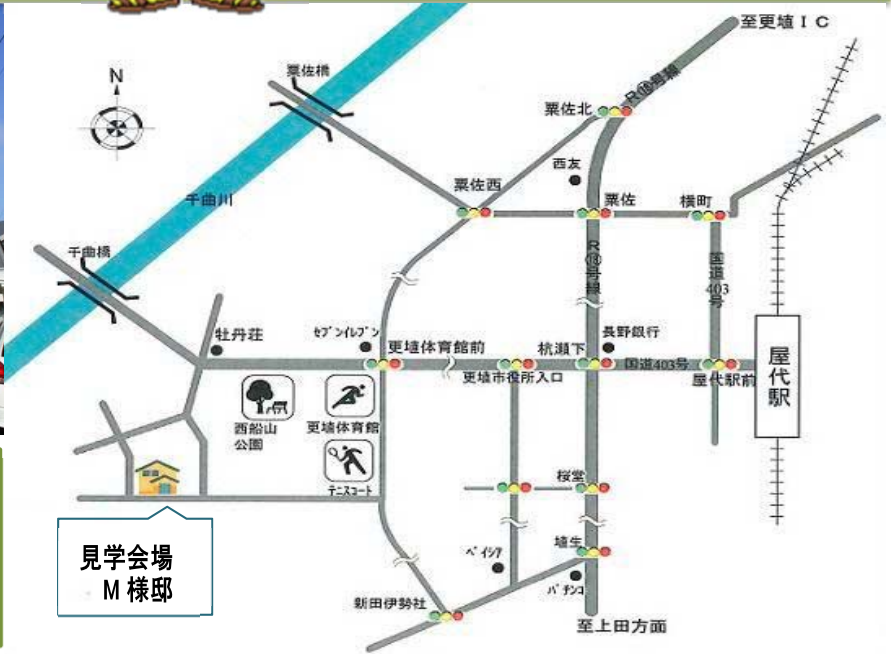 至更埴ＩＣ
N
粟佐橋
R⑱号線
粟佐北
西友
粟佐西
粟佐
横町
千曲川
千曲橋
R⑱号線
国道403号
牡丹荘
ｾﾌﾞﾝｲﾚﾌﾞﾝ
更埴体育館前
杭瀬下
長野銀行
国道403号
更埴市役所入口
屋代駅前
屋代駅
西船山
公園
更埴体育館
ﾃﾆｽｺｰﾄ
桜堂
見学会場
M様邸
ﾍﾞｲｼｱ
埴生
ﾊﾟﾁﾝｺ
新田伊勢社
至上田方面